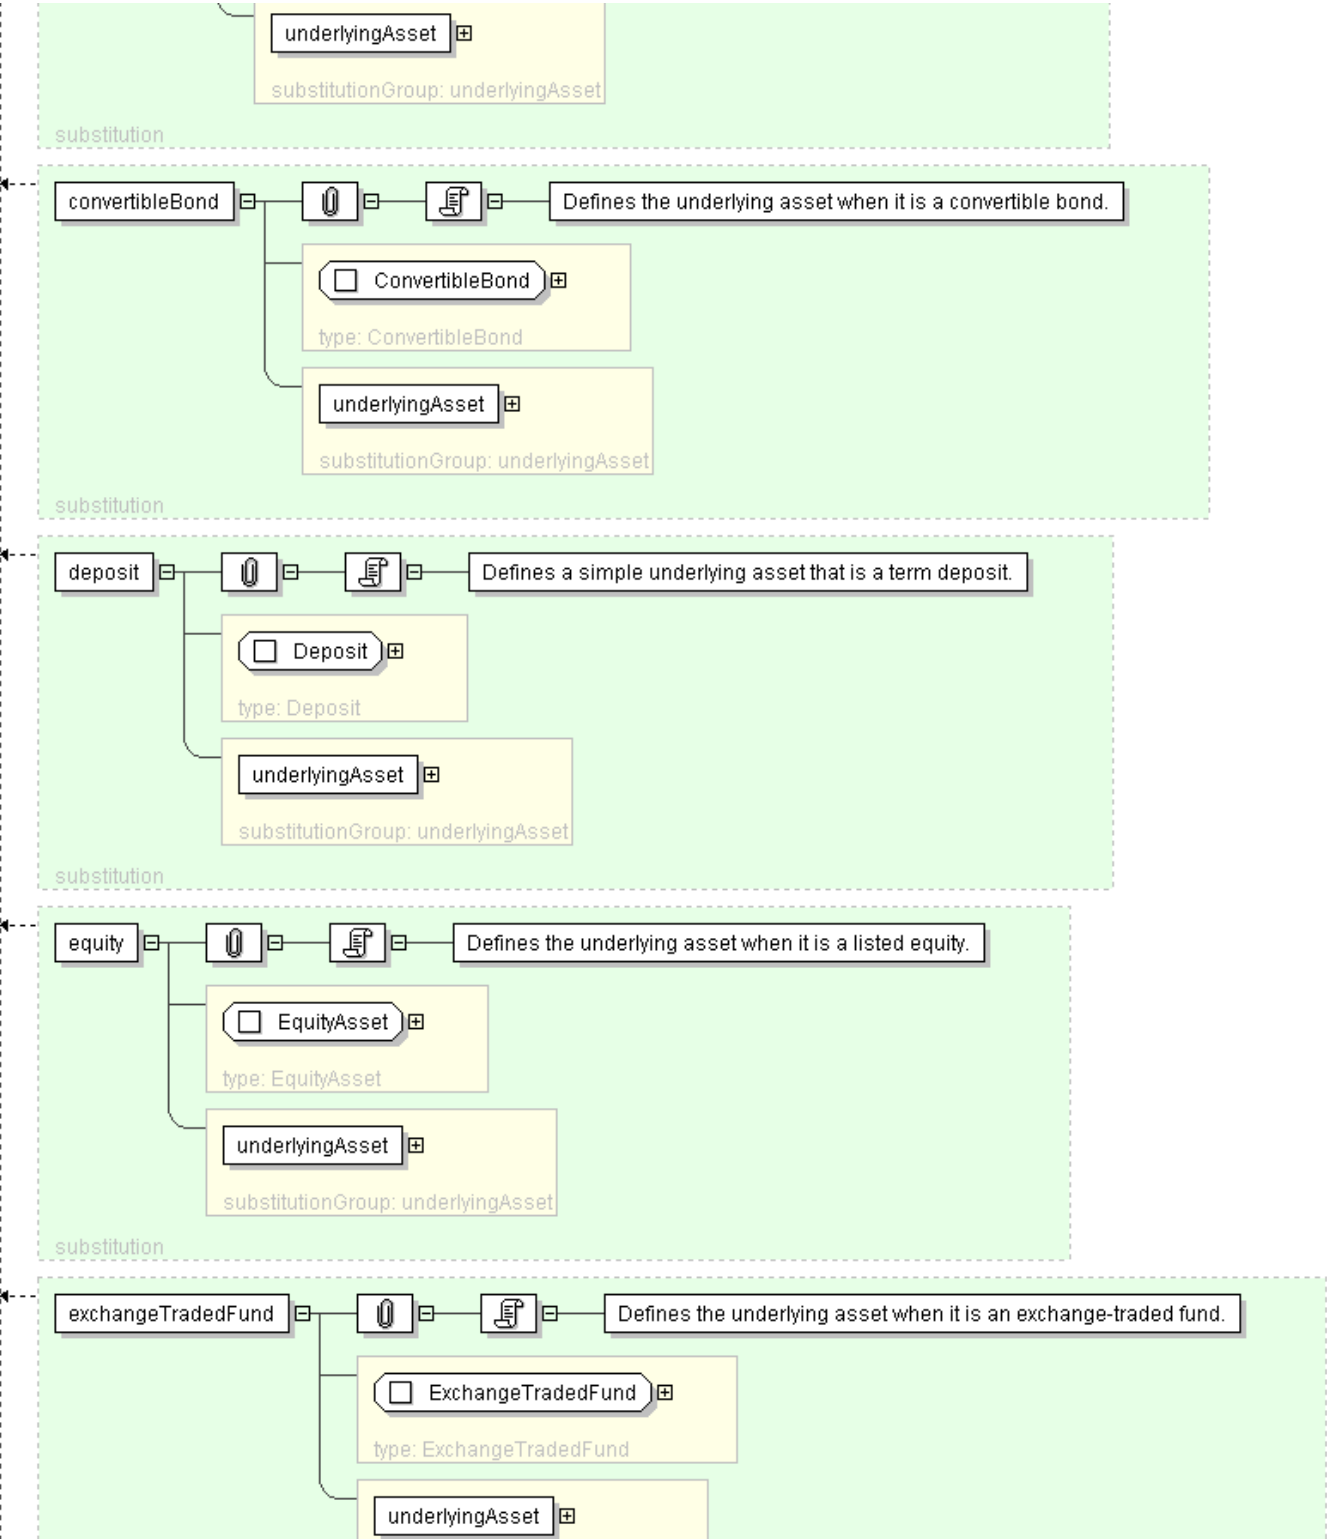 underlyingAsset
substitutionGroup: underlyingAsset
substitution
convertibleBond
Defines the underlying asset when it is a convertible bond.
ConvertibleBond
type: ConvertibleBond
underlyingAsset
substitutionGroup: underlyingAsset
substitution
deposit
Defines a simple underlying asset that is a term deposit.
Deposit
type: Deposit
underlyingAsset
substitutionGroup: underlyingAsset
substitution
equity
Defines the underlying asset when it is a listed equity.
EquityAsset
type: EquityAsset
underlyingAsset
substitutionGroup: underlyingAsset
substitution
exchangeTradedFund
Defines the underlying asset when it is an exchange-traded fund.
ExchangeTradedFund
type: ExchangeTradedFund
underlyingAsset